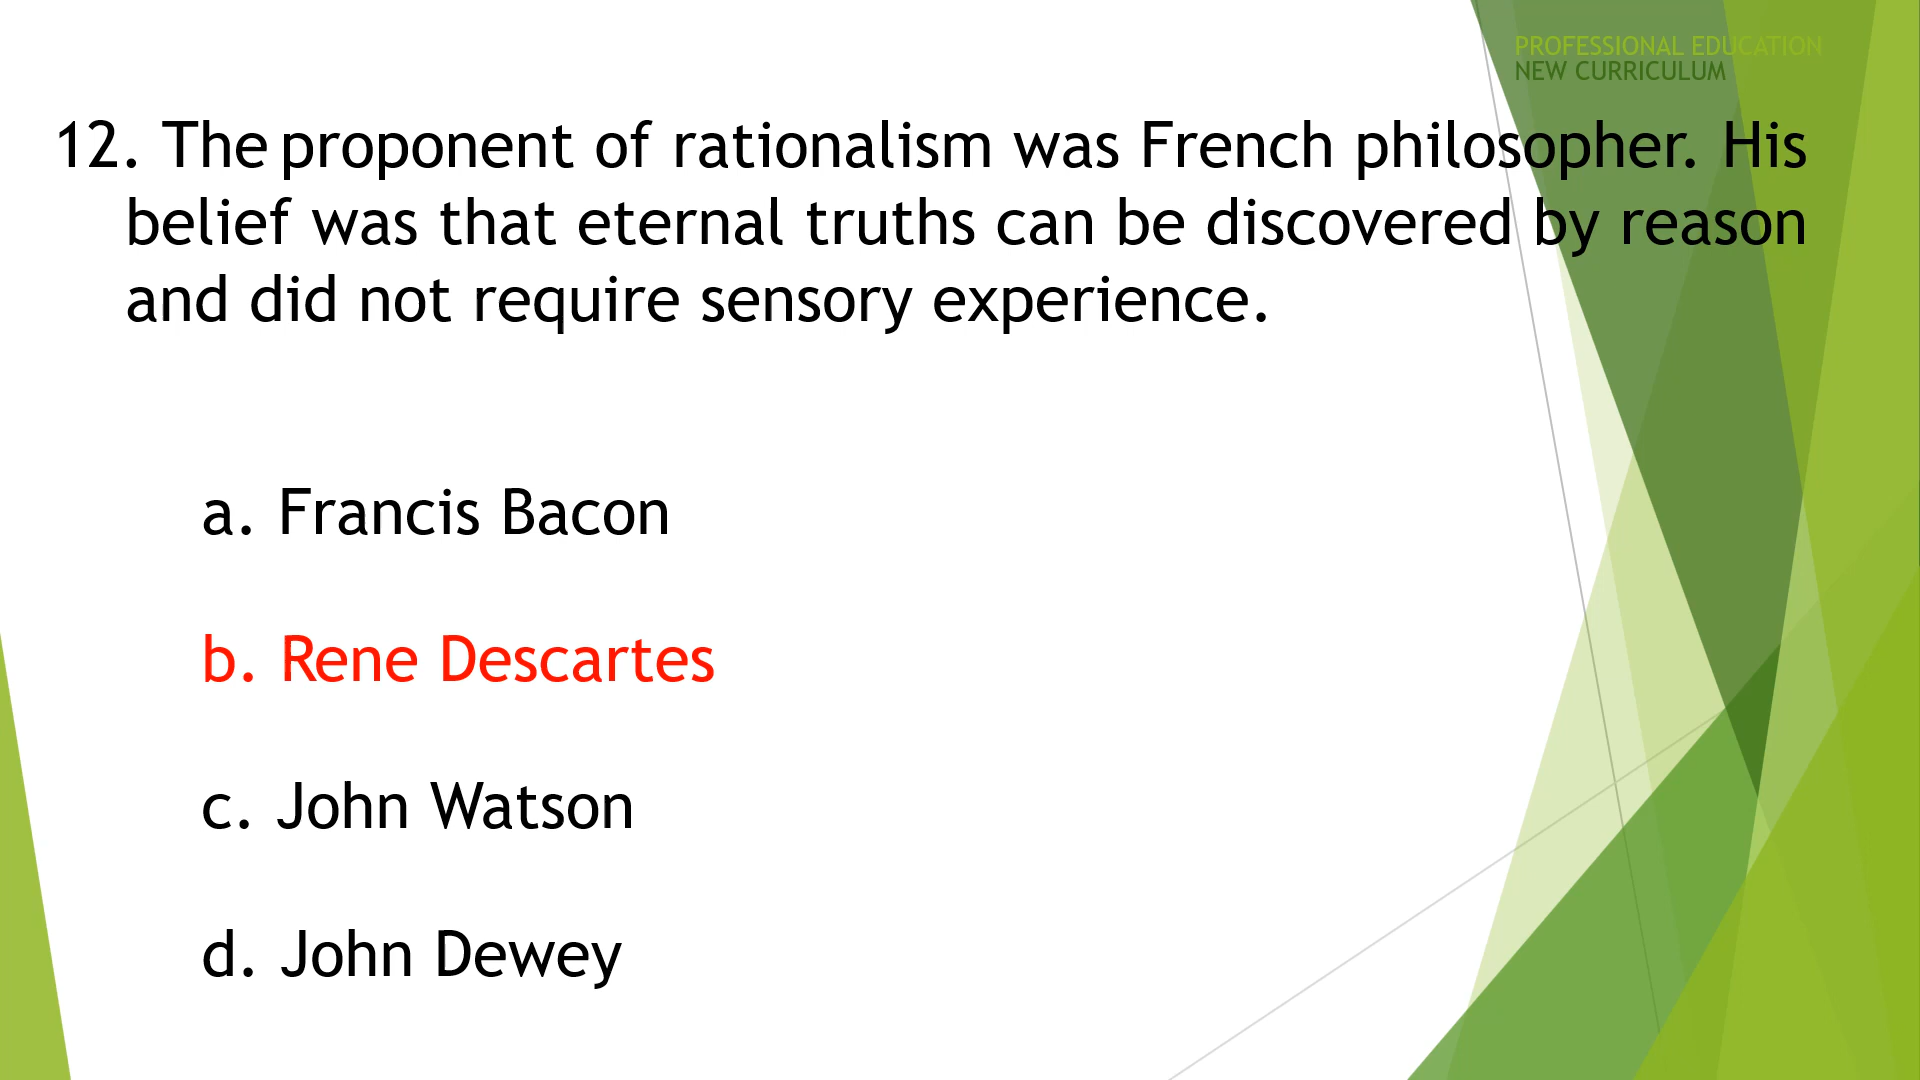 PROFESSIONAL EDUCATION
NEW CURRICULUM
12. The proponent of rationalism was French philosopher. His
belief was that eternal truths can be discovered by reason
and did not require sensory experience.
a. Francis Bacon
b. Rene Descartes
c. John Watson
d. John Dewey